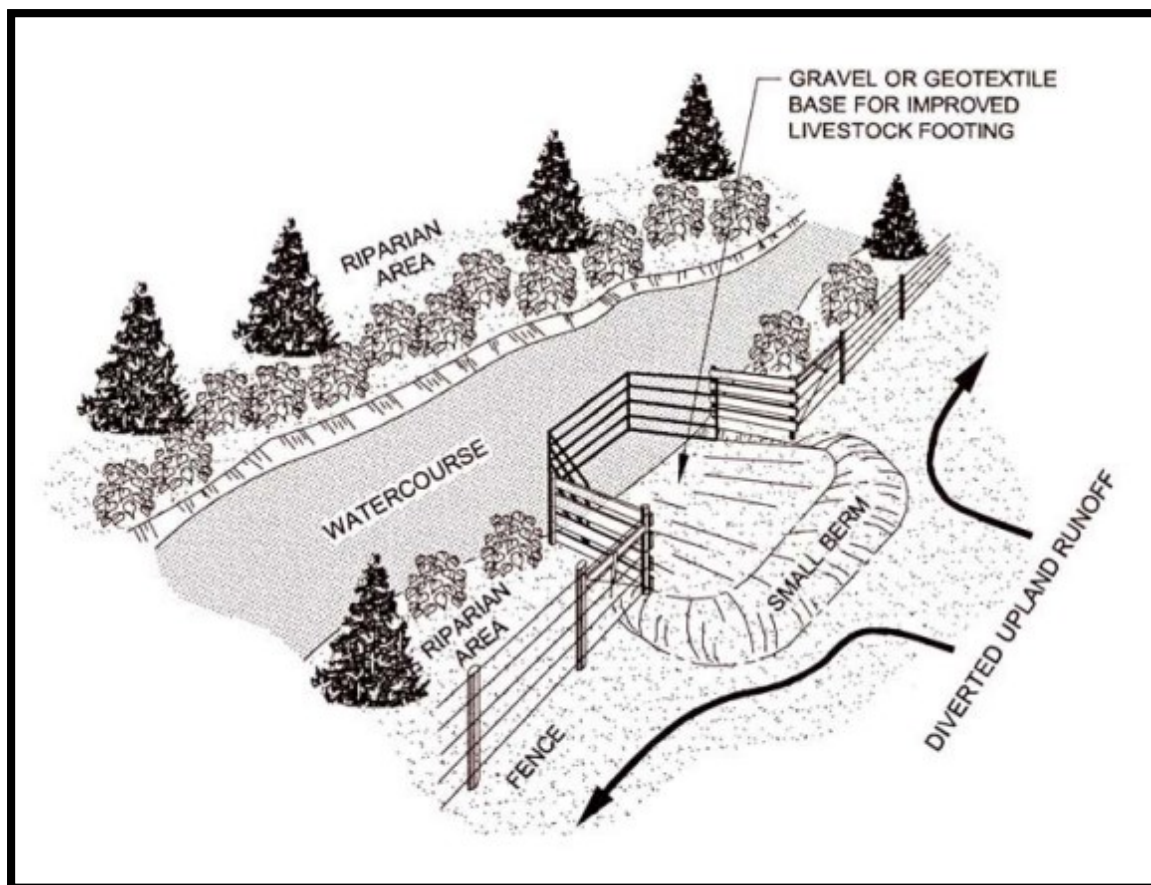 GRAVEL OR GEOTEXTILE
BASE FOR IMPROVED
LIVESTOCK FOOTING
RIPARIAN
AREA
WATERCOURSE
SMALL BERM
RIPARIAN
AREA
FENCE
DIVERTED UPLAND RUNOFF